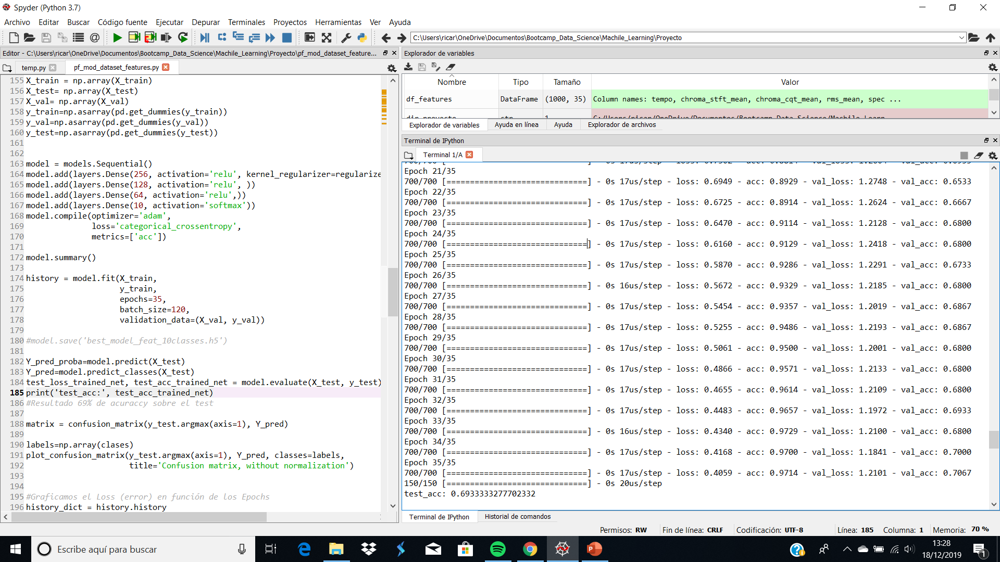 Spyder (Python 3.7)
Archivo Editar Buscar Código fuente Ejecutar Depurar Terminales Proyectos Herramientas Ver Ayuda
C:\Users\ricar\OneDrive\Documentos\Bootcamp_Data_Science\Machile_Learning\Proyecto
Editor - C:\Users\ricar\OneDrive\Documentos\Bootcamp_Data_Science\Machile_Learning\Proyecto\pf_mod_dataset_feature...
temp.py pf_mod_dataset_features.py
155 X_train = np.array(X_train)
156 X_test= np.array(X_test)
157 X_val= np.array(X_val)
158 y_train=np.asarray(pd.get_dummies(y_train))
159 y_val=np.asarray(pd.get_dummies(y_val))
160 y_test=np.asarray(pd.get_dummies(y_test))
161
162
163 model = models.Sequential()
164 model.add(layers.Dense(256, activation='relu', kernel_regularizer=regularize
165 model.add(layers.Dense(128, activation='relu', ))
166 model.add(layers.Dense(64, activation='relu',))
167 model.add(layers.Dense(10, activation='softmax'))
168 model.compile(optimizer='adam',
169 loss='categorical_crossentropy',
170 metrics=['acc'])
171
172 model.summary()
173
174 history = model.fit(X_train,
175 y_train,
176 epochs=35,
177 batch_size=120,
178 validation_data=(X_val, y_val))
179
180 #model.save('best_model_feat_10classes.h5')
181
182 Y_pred_proba=model.predict(X_test)
183 Y_pred=model.predict_classes(X_test)
184 test_loss_trained_net, test_acc_trained_net = model.evaluate(X_test, y_test)
185 print('test_acc:', test_acc_trained_net)
186 #Resultado 69% de acuraccy sobre el test
187
188 matrix = confusion_matrix(y_test.argmax(axis=1), Y_pred)
189
190 labels=np.array(clases)
191 plot_confusion_matrix(y_test.argmax(axis=1), Y_pred, classes=labels,
192 title='Confusion matrix, without normalization')
193
194
195 #Graficamos el Loss (error) en función de los Epochs
196 history_dict = history.history
Explorador de variables
Nombre Tipo Tamaño Valor
df_features DataFrame (1000, 35) Column names: tempo, chroma_stft_mean, chroma_cqt_mean, rms_mean, spec ...
dir_proyecto str 1 C:/Users/ricar/OneDrive/Documentos/Bootcamp_Data_Science/Machile_Learn
Explorador de variables Ayuda en línea Ayuda Explorador de archivos
Terminal de IPython
Terminal 1/A
Epoch 21/35
700/700 [==============================] - 0s 17us/step - loss: 0.6949 - acc: 0.8929 - val_loss: 1.2748 - val_acc: 0.6533
Epoch 22/35
700/700 [==============================] - 0s 17us/step - loss: 0.6725 - acc: 0.8914 - val_loss: 1.2624 - val_acc: 0.6667
Epoch 23/35
700/700 [==============================] - 0s 17us/step - loss: 0.6470 - acc: 0.9114 - val_loss: 1.2128 - val_acc: 0.6800
Epoch 24/35
700/700 [==============================] - 0s 17us/step - loss: 0.6160 - acc: 0.9129 - val_loss: 1.2418 - val_acc: 0.6800
Epoch 25/35
700/700 [==============================] - 0s 17us/step - loss: 0.5870 - acc: 0.9286 - val_loss: 1.2291 - val_acc: 0.6733
Epoch 26/35
700/700 [==============================] - 0s 16us/step - loss: 0.5672 - acc: 0.9329 - val_loss: 1.2185 - val_acc: 0.6800
Epoch 27/35
700/700 [==============================] - 0s 17us/step - loss: 0.5454 - acc: 0.9357 - val_loss: 1.2019 - val_acc: 0.6867
Epoch 28/35
700/700 [==============================] - 0s 17us/step - loss: 0.5255 - acc: 0.9486 - val_loss: 1.2193 - val_acc: 0.6867
Epoch 29/35
700/700 [==============================] - 0s 17us/step - loss: 0.5061 - acc: 0.9500 - val_loss: 1.2001 - val_acc: 0.6800
Epoch 30/35
700/700 [==============================] - 0s 17us/step - loss: 0.4866 - acc: 0.9571 - val_loss: 1.2133 - val_acc: 0.6800
Epoch 31/35
700/700 [==============================] - 0s 17us/step - loss: 0.4655 - acc: 0.9614 - val_loss: 1.2109 - val_acc: 0.6800
Epoch 32/35
700/700 [==============================] - 0s 17us/step - loss: 0.4483 - acc: 0.9657 - val_loss: 1.1972 - val_acc: 0.6933
Epoch 33/35
700/700 [==============================] - 0s 16us/step - loss: 0.4340 - acc: 0.9729 - val_loss: 1.2100 - val_acc: 0.6800
Epoch 34/35
700/700 [==============================] - 0s 17us/step - loss: 0.4168 - acc: 0.9700 - val_loss: 1.1841 - val_acc: 0.7000
Epoch 35/35
700/700 [==============================] - 0s 17us/step - loss: 0.4059 - acc: 0.9714 - val_loss: 1.2101 - val_acc: 0.7067
150/150 [==============================] - 0s 20us/step
test_acc: 0.6933333277702332
Terminal de IPython Historial de comandos
Permisos: RW Fin de línea: CRLF Codificación: UTF-8 Línea: 185 Columna: 1 Memoria: 70 %
Escribe aquí para buscar
13:28
18/12/2019
1